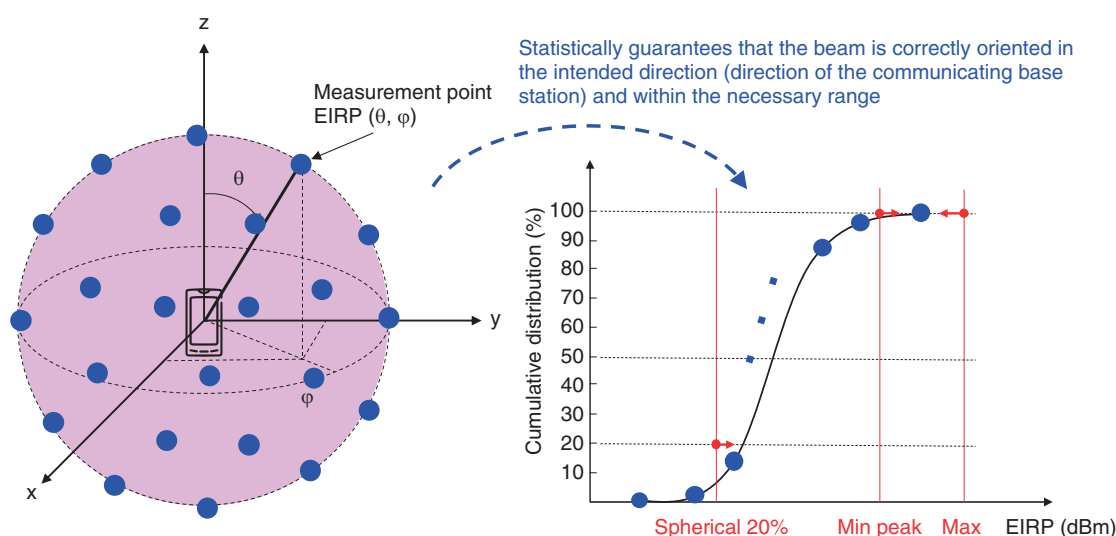 z
Statistically guarantees that the beam is correctly oriented in
the intended direction (direction of the communicating base
station) and within the necessary range
Measurement point
EIRP (θ, φ)
θ
y
φ
x
Cumulative distribution (%)
100
90
80
70
60
50
40
30
20
10
Spherical 20%
Min peak
Max
EIRP (dBm)